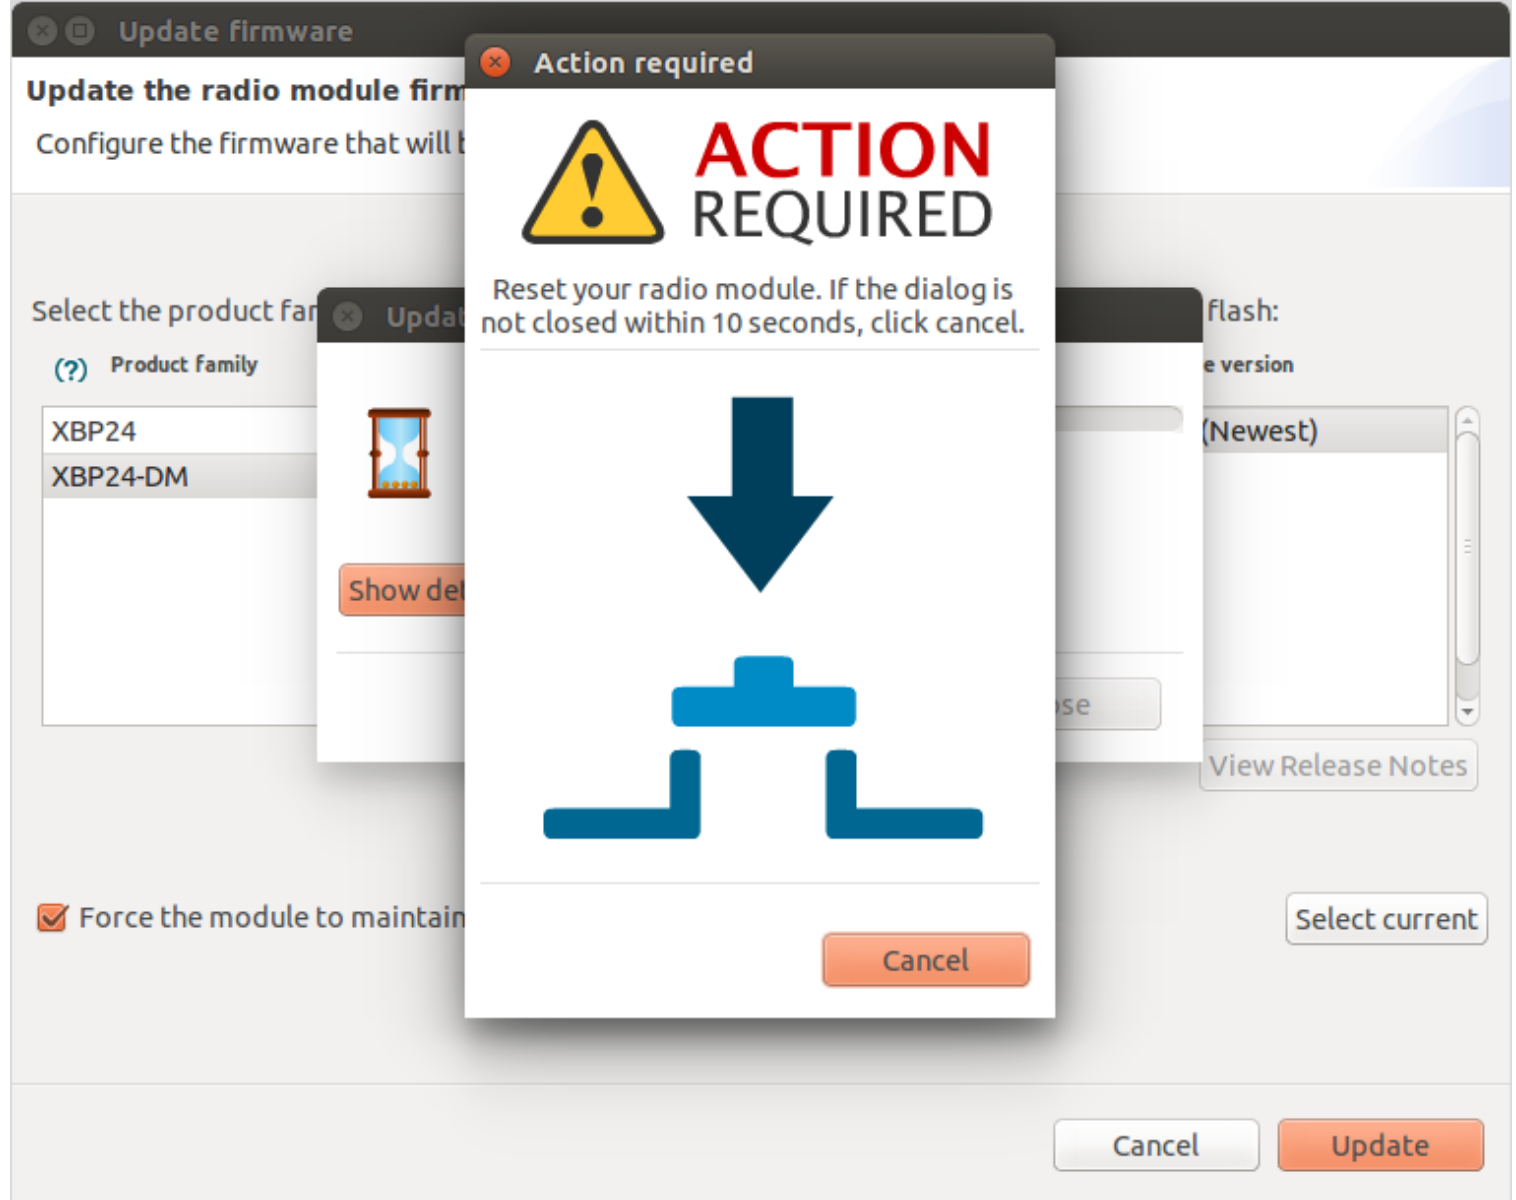 Update firmware
Action required
Update the radio module firm
Configure the firmware that will
ACTION
REQUIRED
Reset your radio module. If the dialog is
not closed within 10 seconds, click cancel.
Select the product far
Updat
flash:
(?) Product family
e version
XBP24
XBP24-DM
(Newest)
Show det
ose
View Release Notes
Force the module to maintain
Select current
Cancel
Cancel
Update